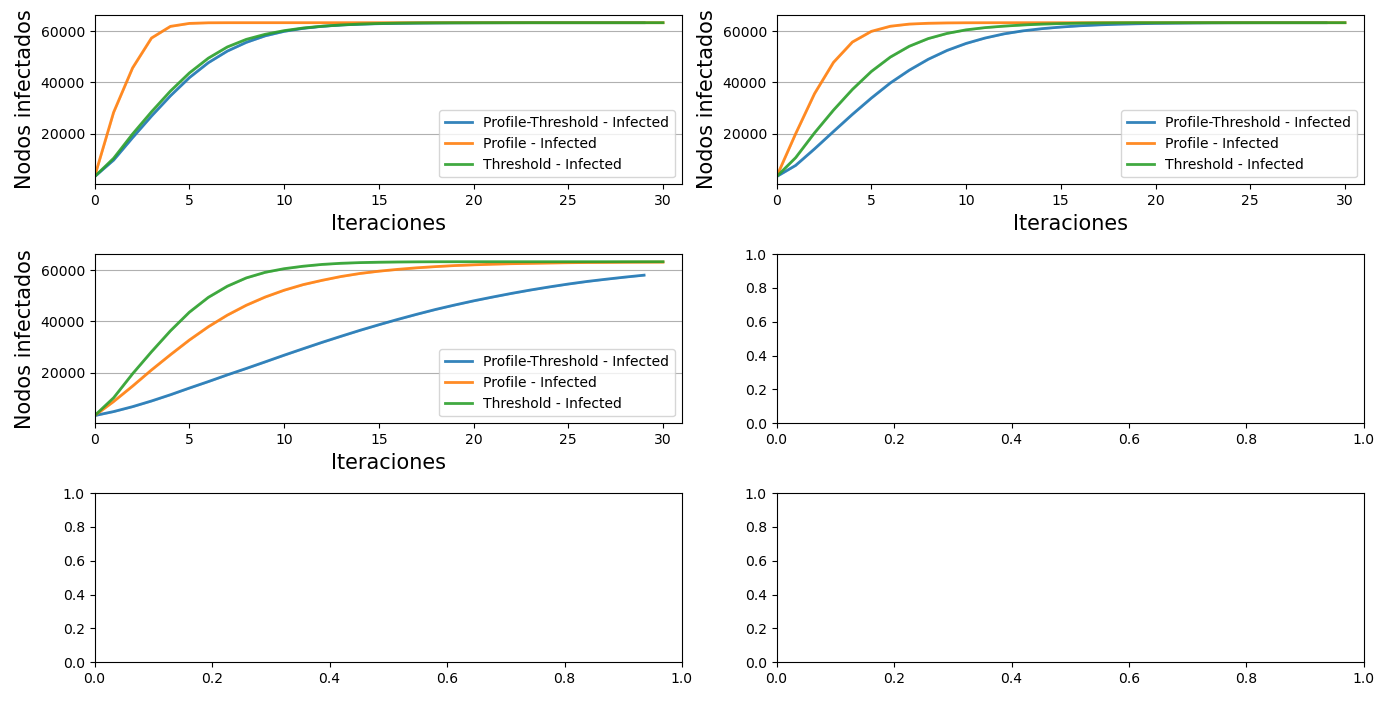 Nodos infectados
60000
40000
20000
Profile-Threshold - Infected
Profile - Infected
Threshold - Infected
0 5 10 15 20 25 30
Iteraciones
Nodos infectados
60000
40000
20000
Profile-Threshold - Infected
Profile - Infected
Threshold - Infected
0 5 10 15 20 25 30
Iteraciones
Nodos infectados
60000
40000
20000
Profile-Threshold - Infected
Profile - Infected
Threshold - Infected
0 5 10 15 20 25 30
Iteraciones
1.0
0.8
0.6
0.4
0.2
0.0
0.0 0.2 0.4 0.6 0.8 1.0
1.0
0.8
0.6
0.4
0.2
0.0
0.0 0.2 0.4 0.6 0.8 1.0
1.0
0.8
0.6
0.4
0.2
0.0
0.0 0.2 0.4 0.6 0.8 1.0